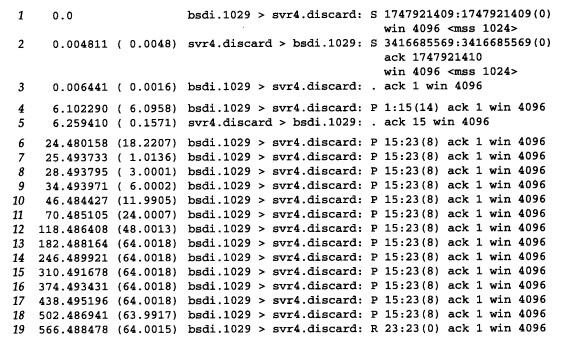 1 0.0 bsdi.1029 > svr4.discard: S 1747921409:1747921409(0)
win 4096 <mss 1024>
2 0.004811 ( 0.0048) svr4.discard > bsdi.1029: S 3416685569:3416685569(0)
ack 1747921410
win 4096 <mss 1024>
3 0.006441 ( 0.0016) bsdi.1029 > svr4.discard: . ack 1 win 4096
4 6.102290 ( 6.0958) bsdi.1029 > svr4.discard: P 1:15(14) ack 1 win 4096
5 6.259410 ( 0.1571) svr4.discard > bsdi.1029: . ack 15 win 4096
6 24.480158 (18.2207) bsdi.1029 > svr4.discard: P 15:23(8) ack 1 win 4096
7 25.493733 ( 1.0136) bsdi.1029 > svr4.discard: P 15:23(8) ack 1 win 4096
8 28.493795 ( 3.0001) bsdi.1029 > svr4.discard: P 15:23(8) ack 1 win 4096
9 34.493971 ( 6.0002) bsdi.1029 > svr4.discard: P 15:23(8) ack 1 win 4096
10 46.484427 (11.9905) bsdi.1029 > svr4.discard: P 15:23(8) ack 1 win 4096
11 70.485105 (24.0007) bsdi.1029 > svr4.discard: P 15:23(8) ack 1 win 4096
12 118.486408 (48.0013) bsdi.1029 > svr4.discard: P 15:23(8) ack 1 win 4096
13 182.488164 (64.0018) bsdi.1029 > svr4.discard: P 15:23(8) ack 1 win 4096
14 246.489921 (64.0018) bsdi.1029 > svr4.discard: P 15:23(8) ack 1 win 4096
15 310.491678 (64.0018) bsdi.1029 > svr4.discard: P 15:23(8) ack 1 win 4096
16 374.493431 (64.0018) bsdi.1029 > svr4.discard: P 15:23(8) ack 1 win 4096
17 438.495196 (64.0018) bsdi.1029 > svr4.discard: P 15:23(8) ack 1 win 4096
18 502.486941 (63.9917) bsdi.1029 > svr4.discard: P 15:23(8) ack 1 win 4096
19 566.488478 (64.0015) bsdi.1029 > svr4.discard: R 23:23(0) ack 1 win 4096